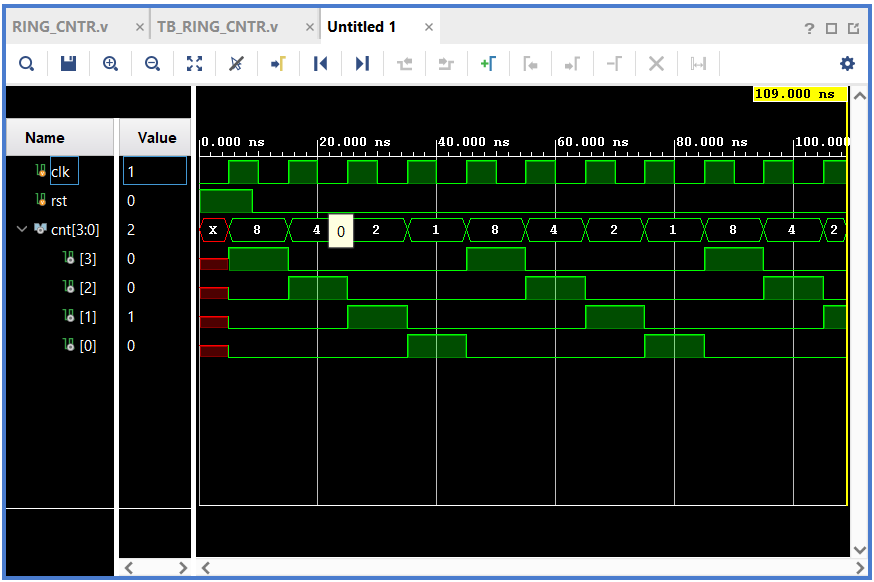 RING_CNTR.v × TB_RING_CNTR.v × Untitled 1 × ?
109.000 ns
Name Value 0.000 ns 20.000 ns 40.000 ns 60.000 ns 80.000 ns 100.000
clk 1
rst 0
cnt[3:0] 2 X 8 4 0 2 1 8 4 2 1 8 4 2
[3] 0
[2] 0
[1] 1
[0] 0